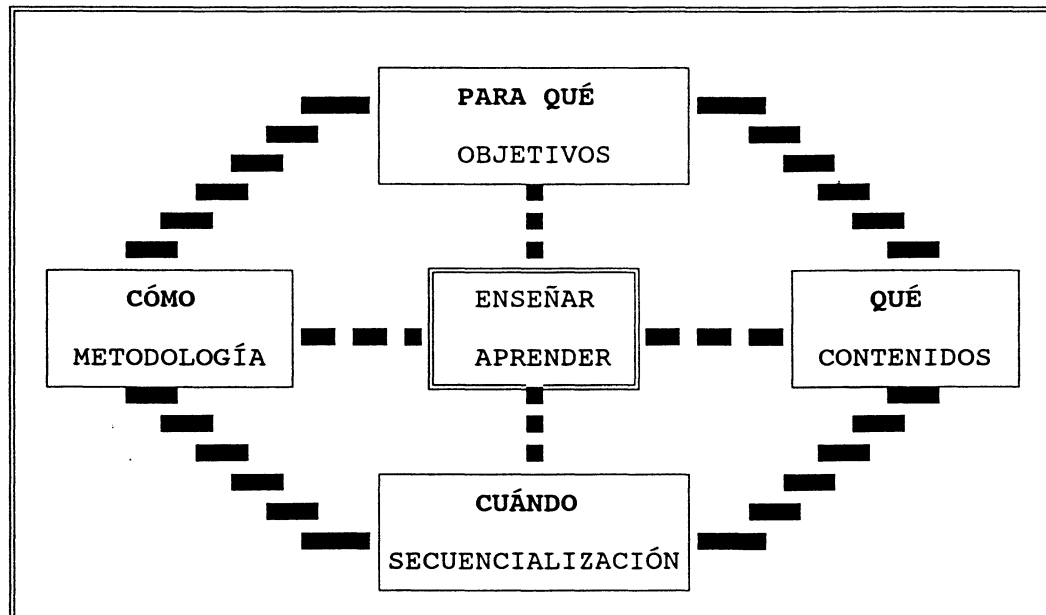 PARA QUÉ
OBJETIVOS
CÓMO
METODOLOGÍA
ENSEÑAR
APRENDER
QUÉ
CONTENIDOS
CUÁNDO
SECUENCIALIZACIÓN